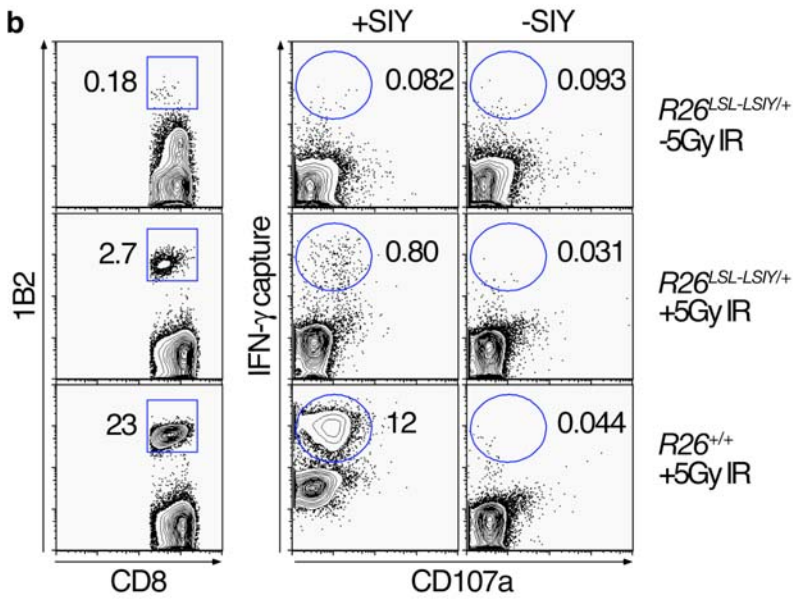 b
+SIY
-SIY
0.18
0.082
0.093
R26LSL-LSIY/+
-5Gy IR
2.7
0.80
0.031
R26LSL-LSIY/+
+5Gy IR
23
12
0.044
R26+/+
+5Gy IR
1B2
IFN-γ capture
CD8
CD107a